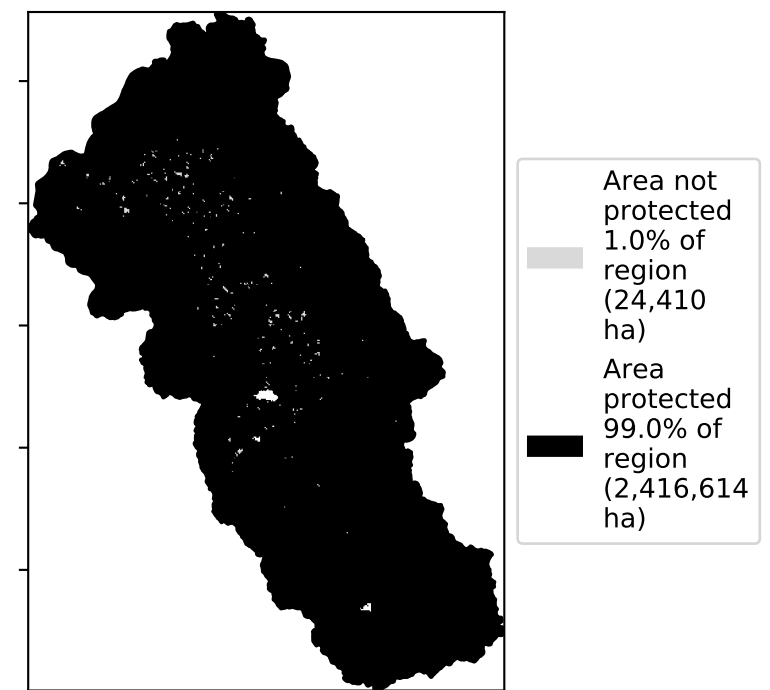 Area not
protected
1.0% of
region
(24,410
ha)
Area
protected
99.0% of
region
(2,416,614
ha)